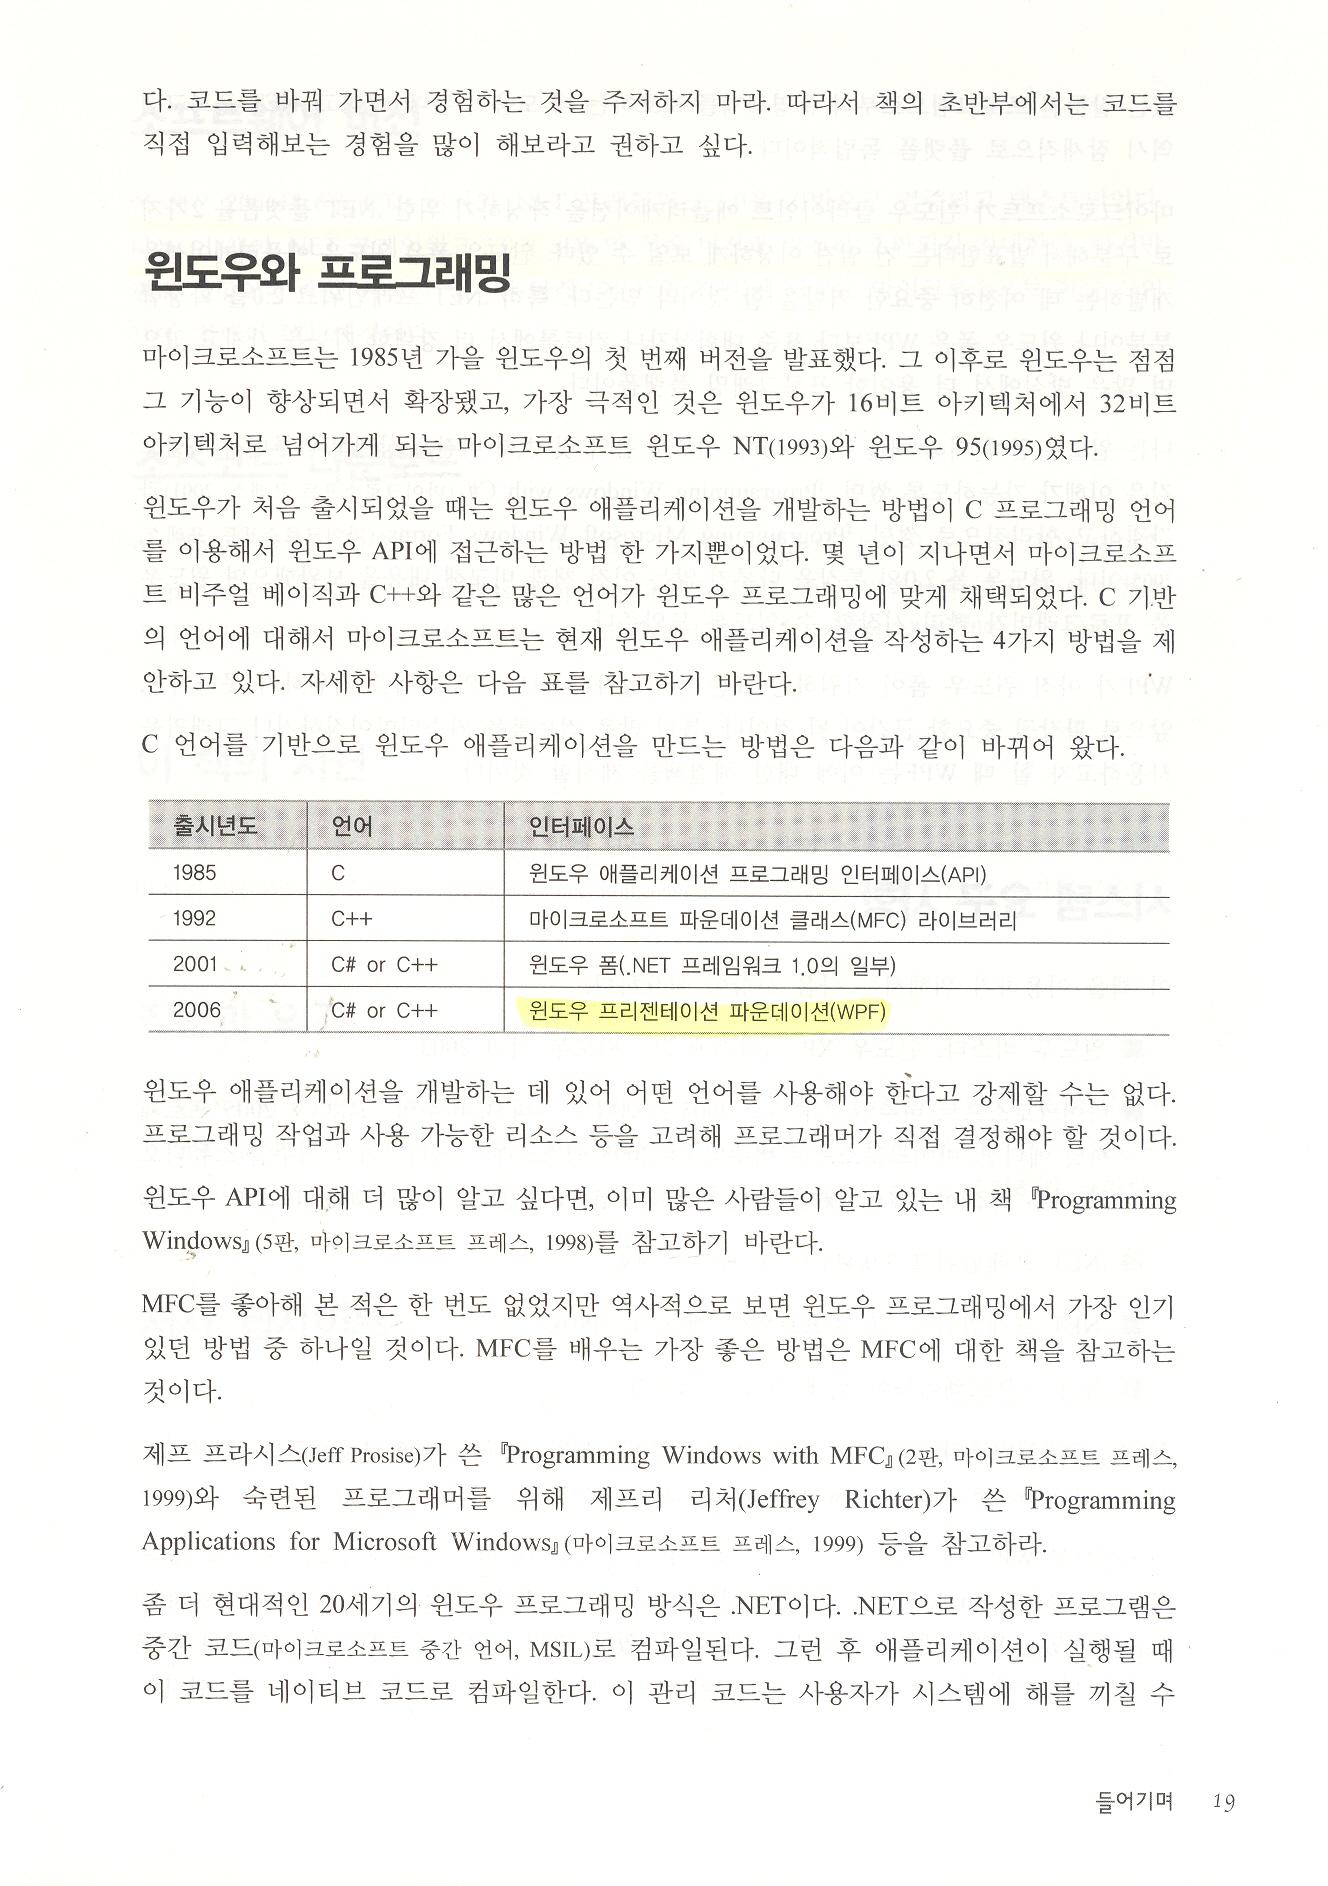 다. 코드를 바꿔 가면서 경험하는 것을 주저하지 마라. 따라서 책의 초반부에서는 코드를
직접 입력해보는 경험을 많이 해보라고 권하고 싶다.
윈도우와 프로그래밍
마이크로소프트는 1985년 가을 윈도우의 첫 번째 버전을 발표했다. 그 이후로 윈도우는 점점
그 기능이 향상되면서 확장됐고, 가장 극적인 것은 윈도우가 16비트 아키텍처에서 32비트
아키텍처로 넘어가게 되는 마이크로소프트 윈도우 NT(1993)와 윈도우 95(1995)였다.
윈도우가 처음 출시되었을 때는 윈도우 애플리케이션을 개발하는 방법이 C 프로그래밍 언어
를 이용해서 윈도우 API에 접근하는 방법 한 가지뿐이었다. 몇 년이 지나면서 마이크로소프
트 비주얼 베이직과 C++와 같은 많은 언어가 윈도우 프로그래밍에 맞게 채택되었다. C 기반
의 언어에 대해서 마이크로소프트는 현재 윈도우 애플리케이션을 작성하는 4가지 방법을 제
안하고 있다. 자세한 사항은 다음 표를 참고하기 바란다.
C 언어를 기반으로 윈도우 애플리케이션을 만드는 방법은 다음과 같이 바뀌어 왔다.
출시년도 언어 인터페이스
1985 C 윈도우 애플리케이션 프로그래밍 인터페이스(API)
1992 C++ 마이크로소프트 파운데이션 클래스(MFC) 라이브러리
2001 C# or C++ 윈도우 폼(.NET 프레임워크 1.0의 일부)
2006 C# or C++ 윈도우 프리젠테이션 파운데이션(WPF)
윈도우 애플리케이션을 개발하는 데 있어 어떤 언어를 사용해야 한다고 강제할 수는 없다.
프로그래밍 작업과 사용 가능한 리소스 등을 고려해 프로그래머가 직접 결정해야 할 것이다.
윈도우 API에 대해 더 많이 알고 싶다면, 이미 많은 사람들이 알고 있는 내 책 『Programming
Windows』(5판, 마이크로소프트 프레스, 1998)를 참고하기 바란다.
MFC를 좋아해 본 적은 한 번도 없었지만 역사적으로 보면 윈도우 프로그래밍에서 가장 인기
있던 방법 중 하나일 것이다. MFC를 배우는 가장 좋은 방법은 MFC에 대한 책을 참고하는
것이다.
제프 프라시스(Jeff Prosise)가 쓴 『Programming Windows with MFC』(2판, 마이크로소프트 프레스,
1999)와 숙련된 프로그래머를 위해 제프리 리처(Jeffrey Richter)가 쓴 『Programming
Applications for Microsoft Windows』(마이크로소프트 프레스, 1999) 등을 참고하라.
좀 더 현대적인 20세기의 윈도우 프로그래밍 방식은 .NET이다. .NET으로 작성한 프로그램은
중간 코드(마이크로소프트 중간 언어, MSIL)로 컴파일된다. 그런 후 애플리케이션이 실행될 때
이 코드를 네이티브 코드로 컴파일한다. 이 관리 코드는 사용자가 시스템에 해를 끼칠 수
들어가며 19